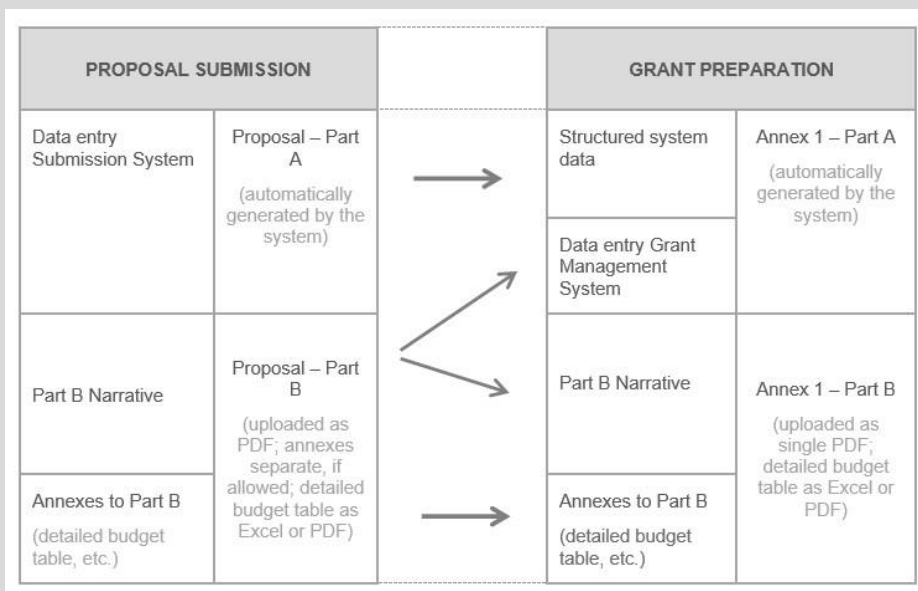 PROPOSAL SUBMISSION
GRANT PREPARATION
Data entry
Submission System
Proposal – Part
A
(automatically
generated by the
system)
Structured system
data
Annex 1 – Part A
(automatically
generated by the
system)
Data entry Grant
Management
System
Part B Narrative
Proposal – Part
B
(uploaded as
PDF; annexes
separate, if
allowed; detailed
budget table as
Excel or PDF)
Part B Narrative
Annex 1 – Part B
(uploaded as
single PDF;
detailed budget
table as Excel or
PDF)
Annexes to Part B
(detailed budget
table, etc.)
Annexes to Part B
(detailed budget
table, etc.)